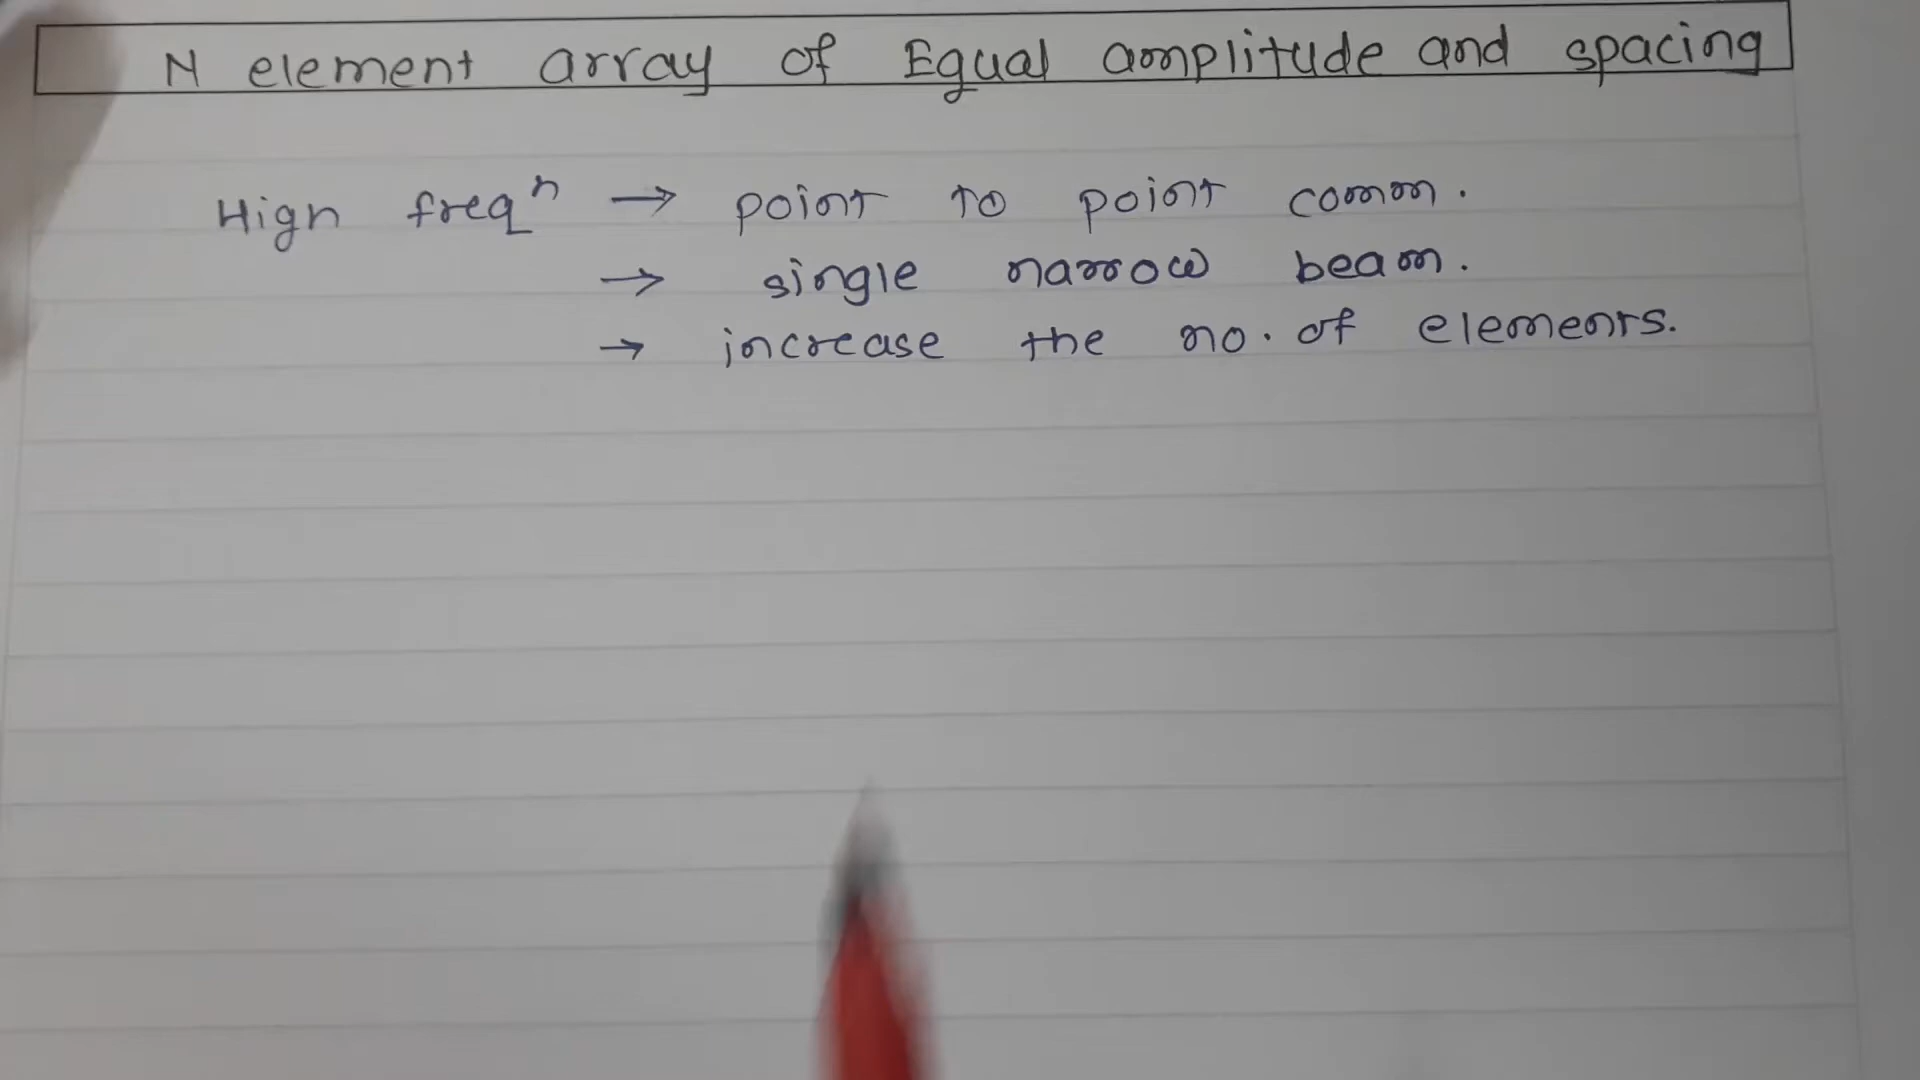 N element array of Equal amplitude and spacing
High freqⁿ → point to point comm.
→ single narrow beam.
→ increase the no. of elements.